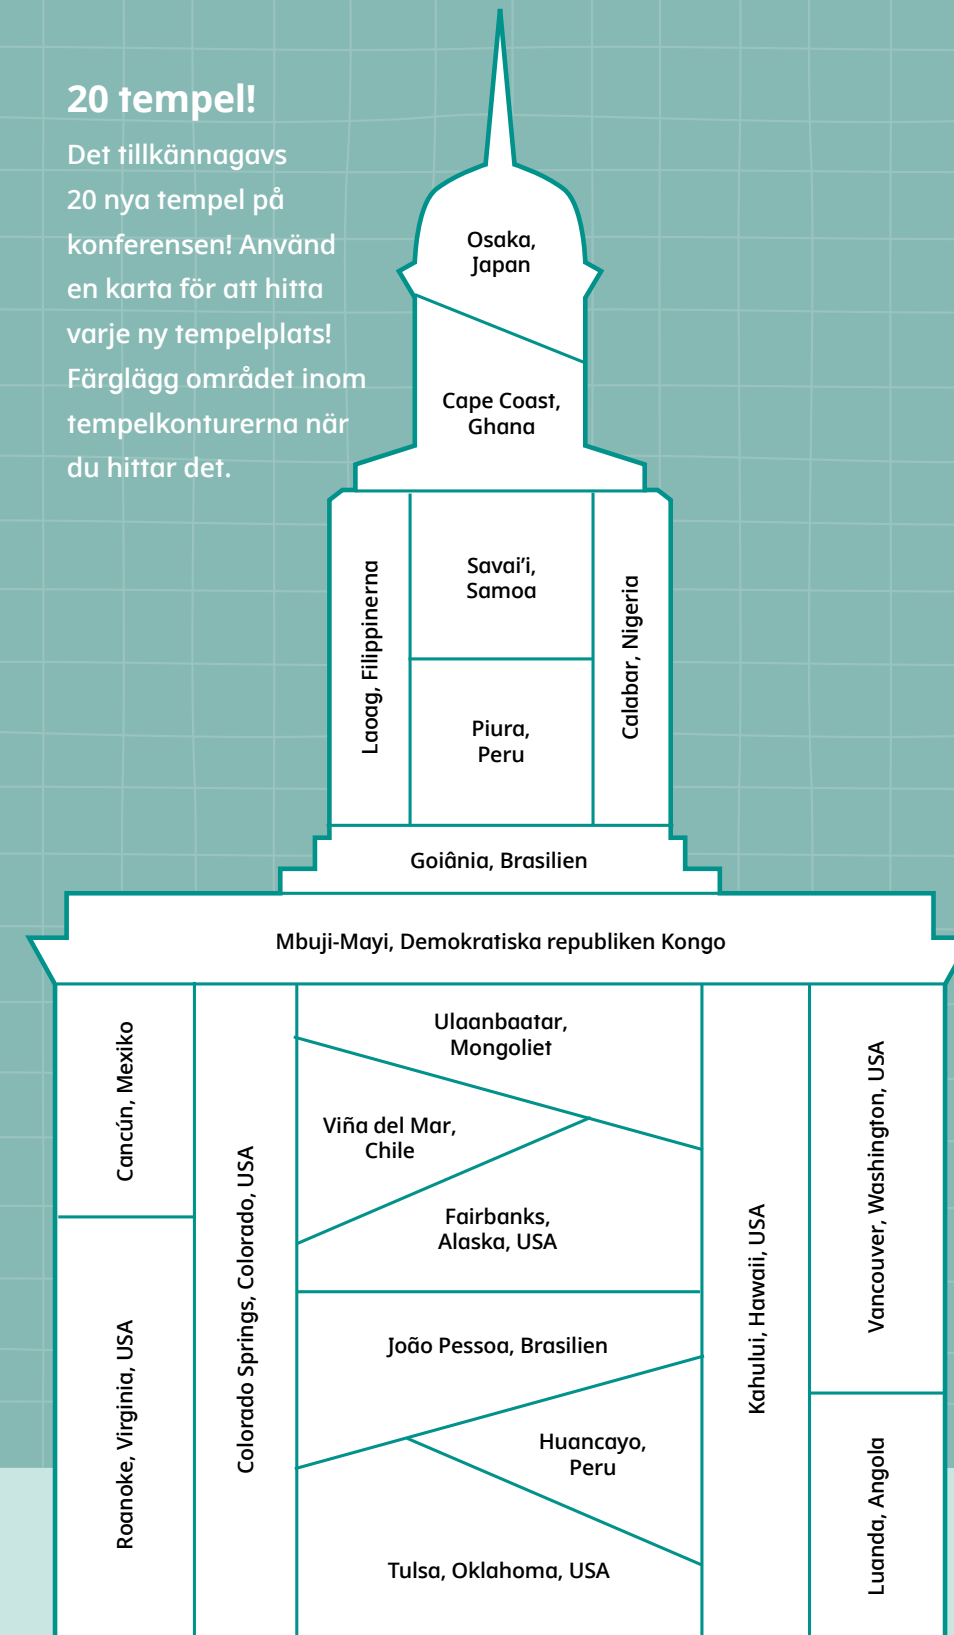 20 tempel!
Det tillkännagavs
20 nya tempel på
konferensen! Använd
en karta för att hitta
varje ny tempelplats!
Färglägg området inom
tempelkonturerna när
du hittar det.
Osaka,
Japan
Cape Coast,
Ghana
Laoag, Filippinerna
Savai’i,
Samoa
Piura,
Peru
Calabar, Nigeria
Goiânia, Brasilien
Mbuji-Mayi, Demokratiska republiken Kongo
Cancún, Mexiko
Roanoke, Virginia, USA
Colorado Springs, Colorado, USA
Ulaanbaatar,
Mongoliet
Viña del Mar,
Chile
Fairbanks,
Alaska, USA
João Pessoa, Brasilien
Huancayo,
Peru
Tulsa, Oklahoma, USA
Kahului, Hawaii, USA
Vancouver, Washington, USA
Luanda, Angola